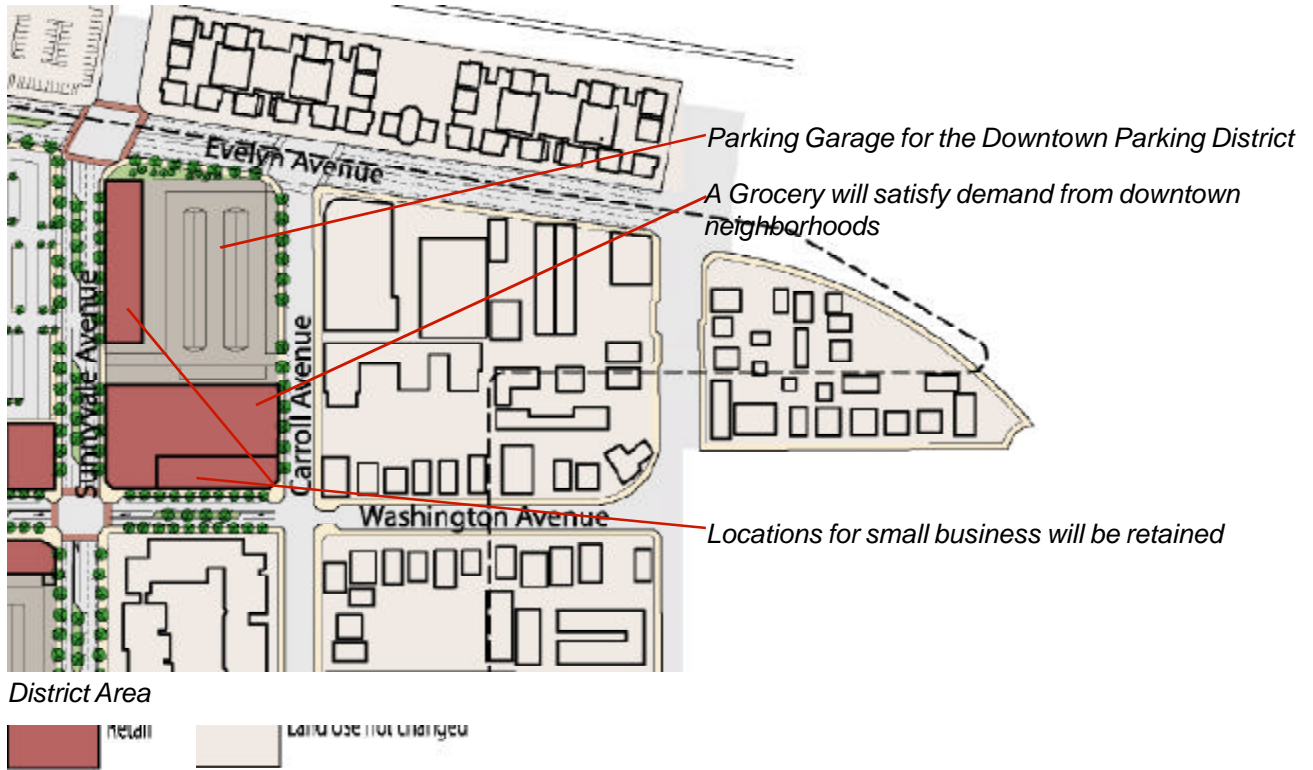 Parking Garage for the Downtown Parking District
Evelyn Avenue
A Grocery will satisfy demand from downtown
neighborhoods
Sunnyvale Avenue
Carroll Avenue
Washington Avenue
Locations for small business will be retained
District Area
Retail
Land Use not changed